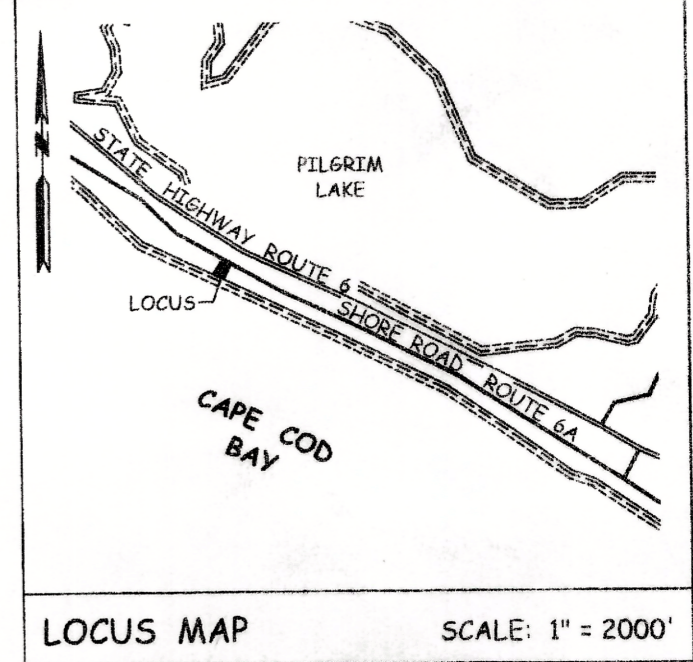 PILGRIM
LAKE
STATE HIGHWAY ROUTE 6
LOCUS
SHORE ROAD ROUTE 6A
CAPE COD
BAY
LOCUS MAP
SCALE: 1" = 2000'